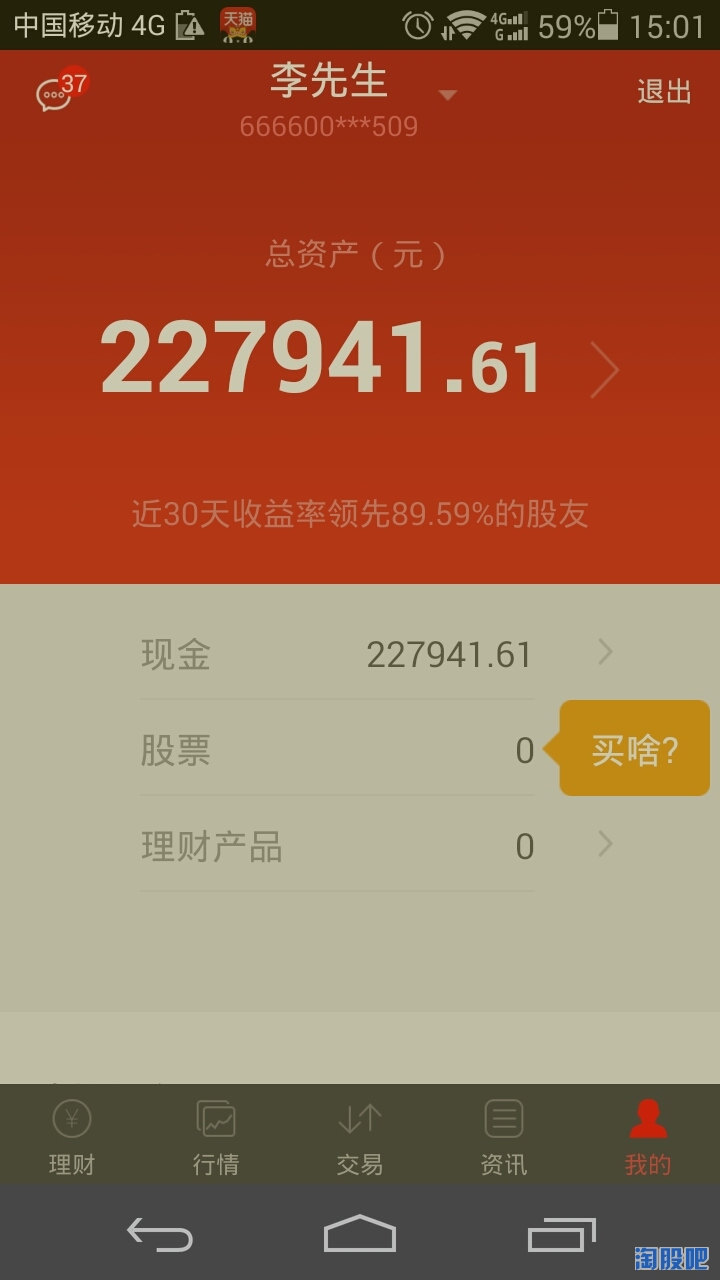 中国移动 4G 天猫 4G G 59% 15:01
37 李先生 退出
666600***509
总资产（元）
227941.61
近30天收益率领先89.59%的股友
现金 227941.61
股票 0 买啥?
理财产品 0
理财 行情 交易 资讯 我的
淘股吧